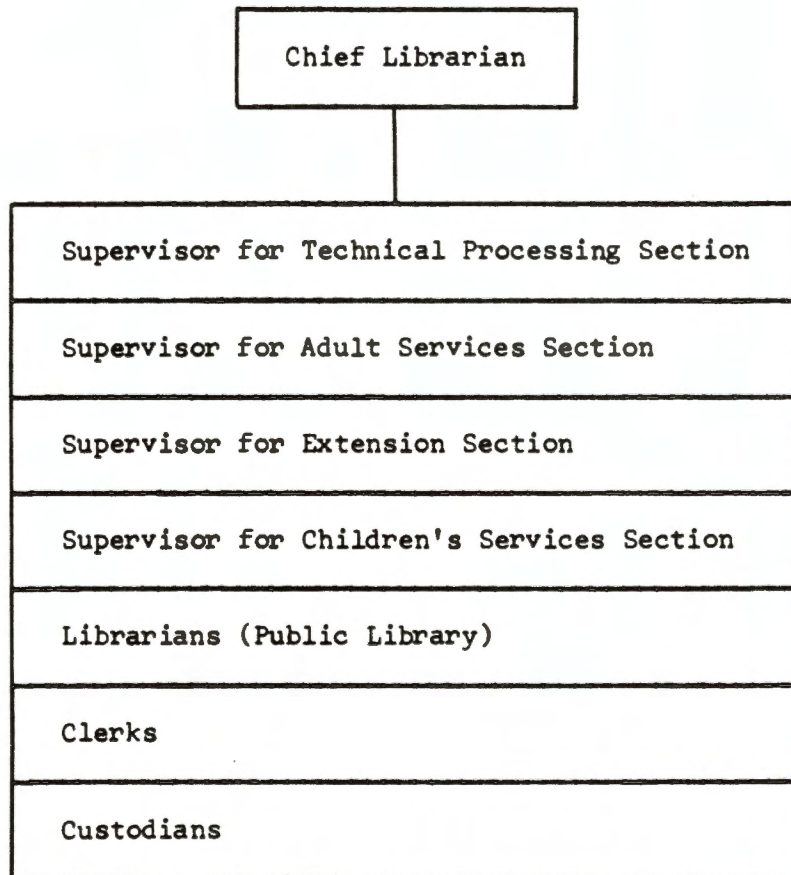 Chief Librarian
Supervisor for Technical Processing Section
Supervisor for Adult Services Section
Supervisor for Extension Section
Supervisor for Children's Services Section
Librarians (Public Library)
Clerks
Custodians